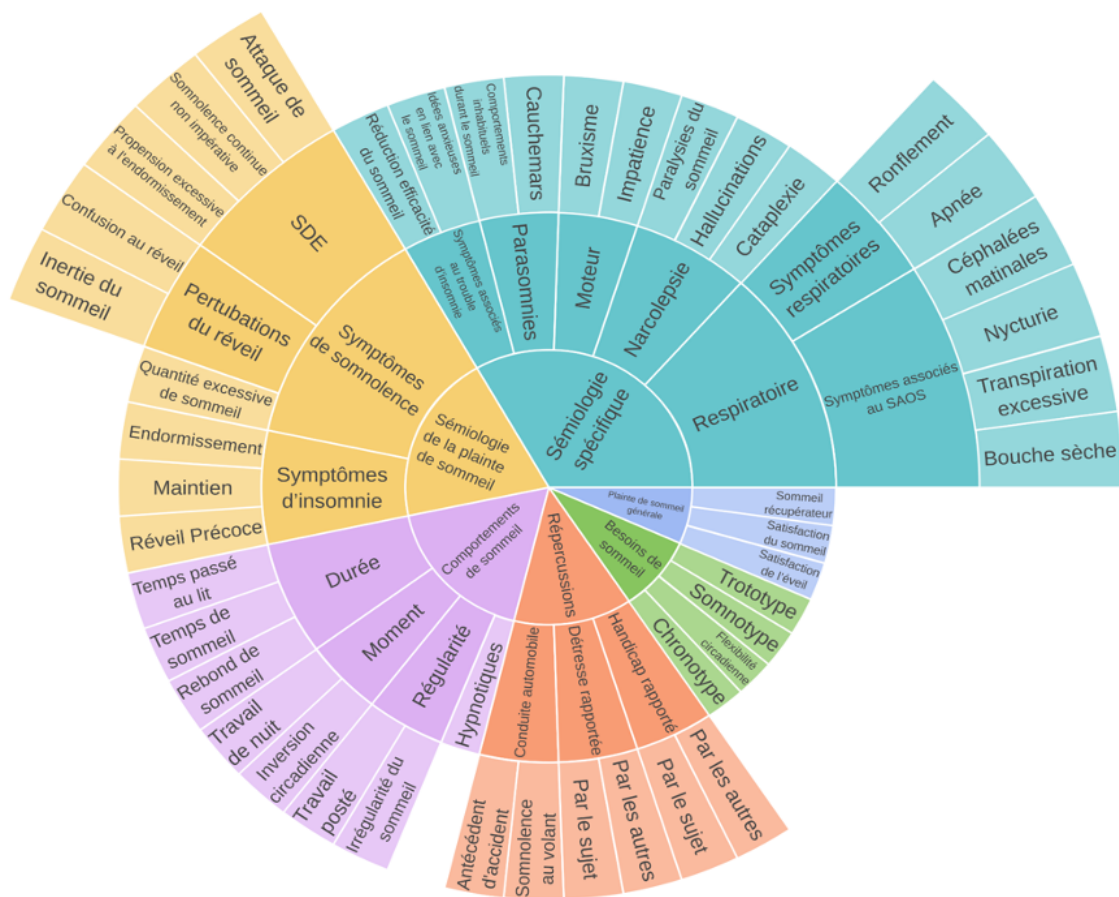 Attaque de
sommeil
Somnolence continue
non impérative
Propension excessive
à l'endormissement
Confusion au réveil
Inertie du
sommeil
SDE
Pertubations
du réveil
Symptômes
de somnolence
Quantité excessive
de sommeil
Endormissement
Maintien
Réveil Précoce
Symptômes
d'insomnie
Sémiologie
de la plainte
de sommeil
Réduction efficacité
du sommeil
Idées anxieuses
en lien avec
le sommeil
Comportements
inhabituels
durant le sommeil
Cauchemars
Bruxisme
Impatience
Paralysies du
sommeil
Hallucinations
Cataplexie
Symptômes associés
au trouble
d'insomnie
Parasomnies
Moteur
Narcolepsie
Respiratoire
Sémiologie
spécifique
Symptômes
respiratoires
Symptômes associés
au SAOS
Ronflement
Apnée
Céphalées
matinales
Nycturie
Transpiration
excessive
Bouche sèche
Plainte de sommeil
générale
Sommeil
récupérateur
Satisfaction
du sommeil
Satisfaction
de l'éveil
Besoins de
sommeil
Trototype
Somnotype
Flexibilité
circadienne
Chronotype
Répercussions
Handicap rapporté
Détresse rapportée
Conduite automobile
Par les autres
Par le sujet
Par les autres
Par le sujet
Somnolence
au volant
Antécédent
d'accident
Comportements
de sommeil
Durée
Moment
Régularité
Hypnotiques
Temps passé
au lit
Temps de
sommeil
Rebond de
sommeil
Travail
de nuit
Inversion
circadienne
Travail
posté
Irrégularité du
sommeil